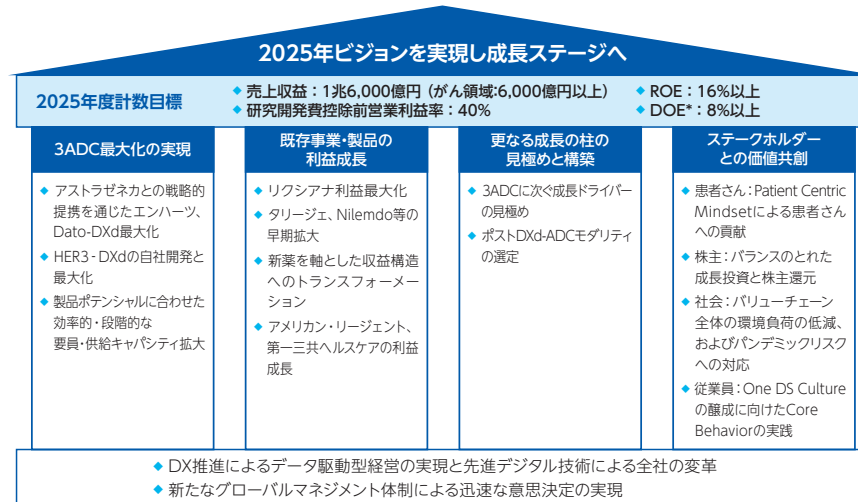 2025年ビジョンを実現し成長ステージへ
2025年度計数目標
◆ 売上収益：1兆6,000億円（がん領域:6,000億円以上）
◆ 研究開発費控除前営業利益率：40%
◆ ROE：16%以上
◆ DOE*：8%以上
3ADC最大化の実現
◆ アストラゼネカとの戦略的
提携を通じたエンハーツ、
Dato-DXd最大化
◆ HER3-DXdの自社開発と
最大化
◆ 製品ポテンシャルに合わせた
効率的・段階的な
要員・供給キャパシティ拡大
既存事業・製品の
利益成長
◆ リクシアナ利益最大化
◆ タリージェ、Nilemdo等の
早期拡大
◆ 新薬を軸とした収益構造
へのトランスフォーメー
ション
◆ アメリカン・リージェント、
第一三共ヘルスケアの利益
成長
更なる成長の柱の
見極めと構築
◆ 3ADCに次ぐ成長ドライバー
の見極め
◆ ポストDXd-ADCモダリティ
の選定
ステークホルダー
との価値共創
◆ 患者さん：Patient Centric
Mindsetによる患者さん
への貢献
◆ 株主：バランスのとれた
成長投資と株主還元
◆ 社会：バリューチェーン
全体の環境負荷の低減、
およびパンデミックリスク
への対応
◆ 従業員：One DS Culture
の醸成に向けたCore
Behaviorの実践
◆ DX推進によるデータ駆動型経営の実現と先進デジタル技術による全社の変革
◆ 新たなグローバルマネジメント体制による迅速な意思決定の実現